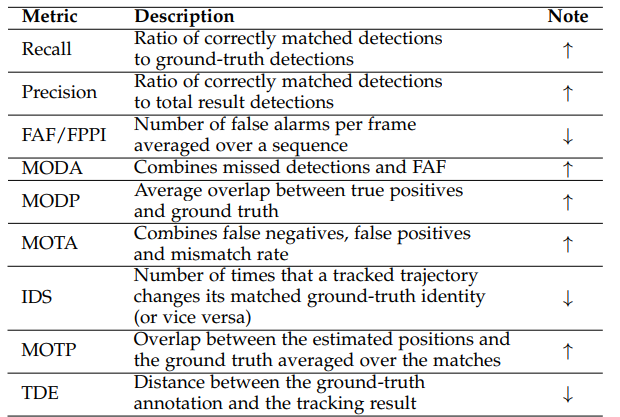 Metric Description Note
Recall Ratio of correctly matched detections
to ground-truth detections ↑
Precision Ratio of correctly matched detections
to total result detections ↑
FAF/FPPI Number of false alarms per frame
averaged over a sequence ↓
MODA Combines missed detections and FAF ↑
MODP Average overlap between true positives
and ground truth ↑
MOTA Combines false negatives, false positives
and mismatch rate ↑
IDS Number of times that a tracked trajectory
changes its matched ground-truth identity
(or vice versa) ↓
MOTP Overlap between the estimated positions and
the ground truth averaged over the matches ↑
TDE Distance between the ground-truth
annotation and the tracking result ↓